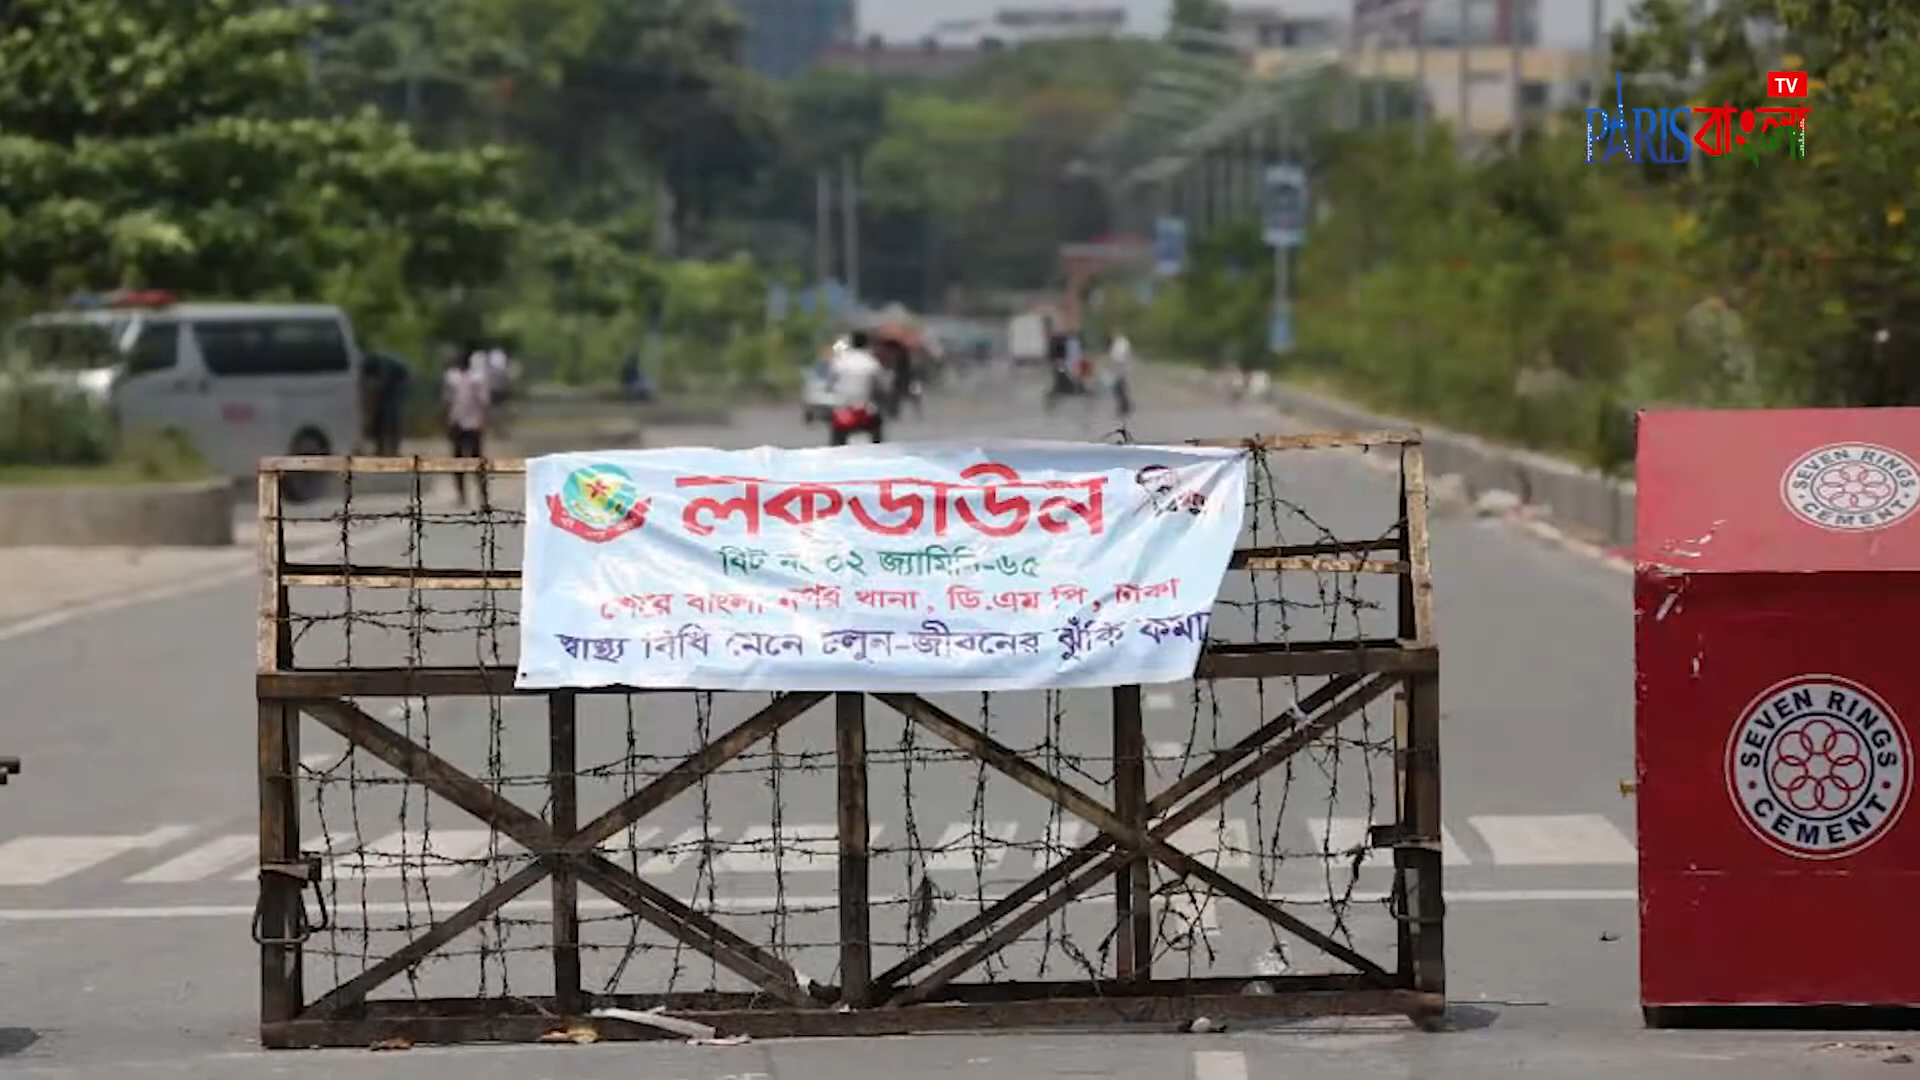 TV
PARISবাংলা
লকডাউন
বিট নং ০২ জ্যামিনি-৬৫
শেরে বাংলা নগর থানা, ডি.এম.পি, ঢাকা
স্বাস্থ্য বিধি মেনে চলুন-জীবনের ঝুঁকি কমা
SEVEN RINGS CEMENT
SEVEN RINGS CEMENT